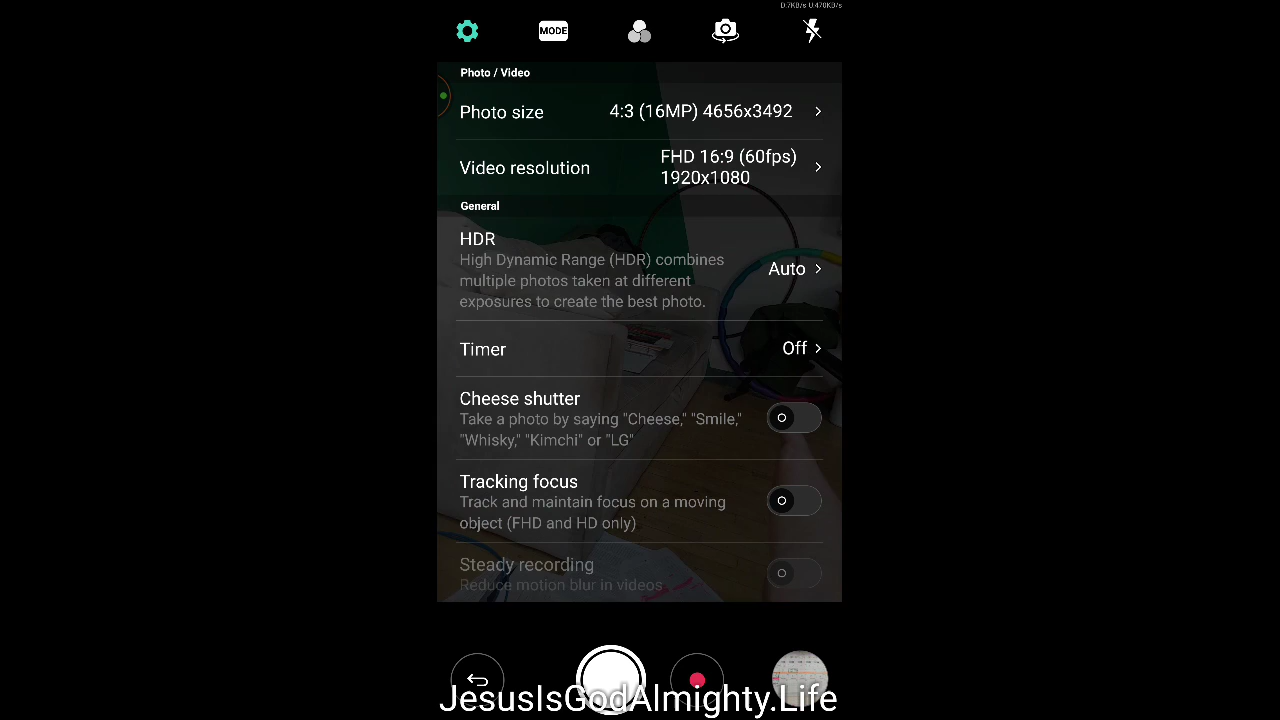 D:7KB/s U:470KB/s
MODE
Photo / Video
Photo size 4:3 (16MP) 4656x3492
Video resolution FHD 16:9 (60fps)
1920x1080
General
HDR
High Dynamic Range (HDR) combines
multiple photos taken at different
exposures to create the best photo.
Auto
Timer Off
Cheese shutter
Take a photo by saying "Cheese," "Smile,"
"Whisky," "Kimchi" or "LG"
Tracking focus
Track and maintain focus on a moving
object (FHD and HD only)
Steady recording
Reduce motion blur in videos
JesusIsGodAlmighty.Life